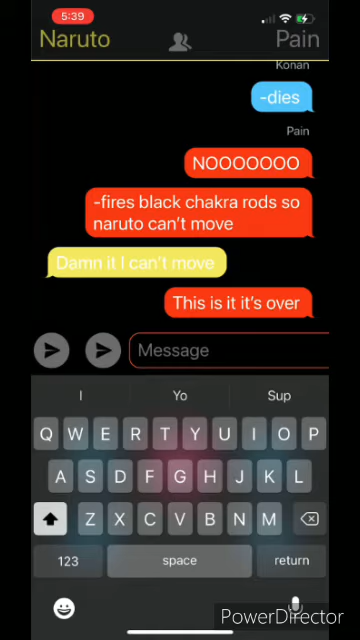 5:39
Naruto
Pain
Konan
-dies
Pain
NOOOOOOO
-fires black chakra rods so
naruto can't move
Damn it I can't move
This is it it's over
Message
I Yo Sup
Q W E R T Y U I O P
A S D F G H J K L
Z X C V B N M
123 space return
PowerDirector